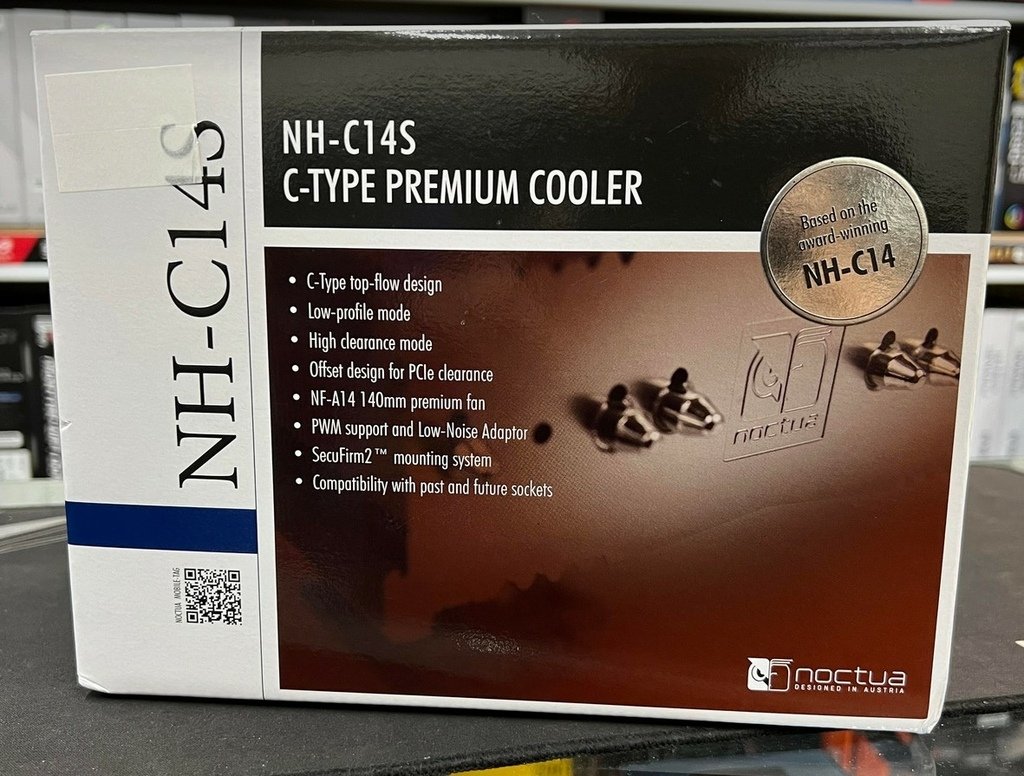 NH-C14S
NOCTUA MOBILE-TAG
NH-C14S
C-TYPE PREMIUM COOLER
Based on the
award-winning
NH-C14
• C-Type top-flow design
• Low-profile mode
• High clearance mode
• Offset design for PCIe clearance
• NF-A14 140mm premium fan
• PWM support and Low-Noise Adaptor
• SecuFirm2™ mounting system
• Compatibility with past and future sockets
noctua
noctua
DESIGNED IN AUSTRIA